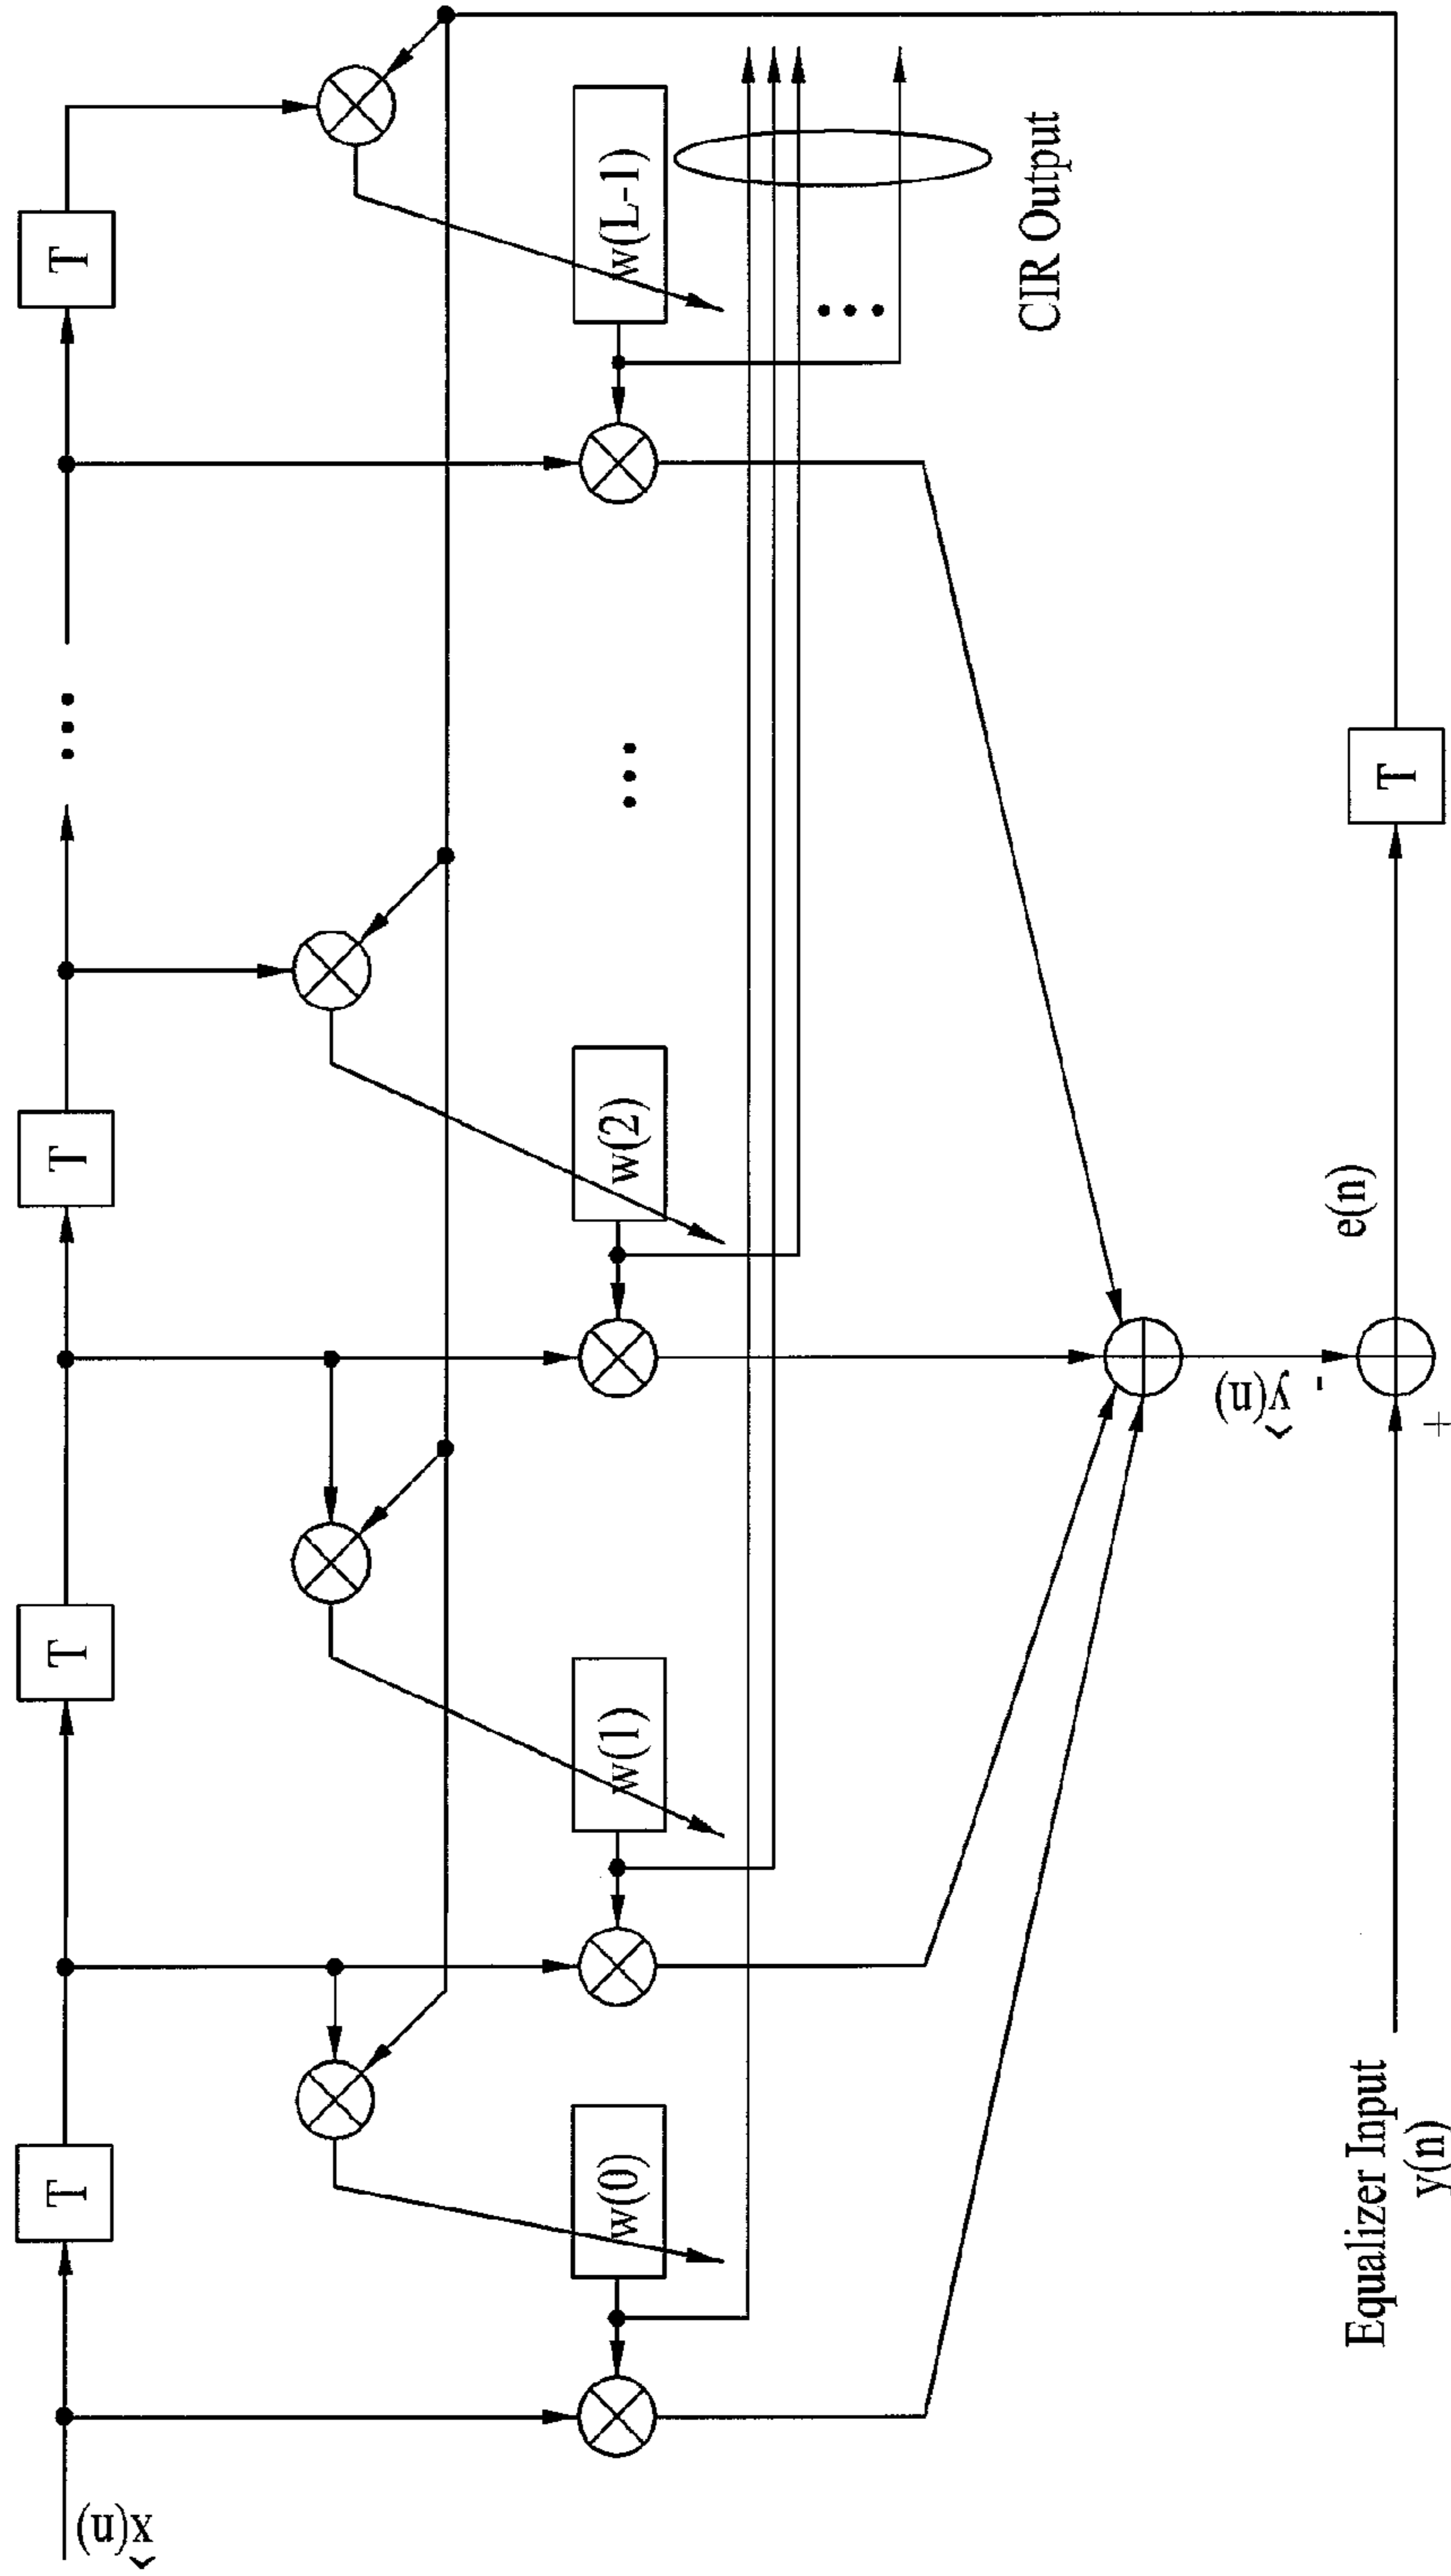 x̂(n)
T
T
T
T
w(0)
w(1)
w(2)
...
w(L-1)
...
...
CIR Output
ŷ(n)
-
+
e(n)
T
Equalizer Input
y(n)